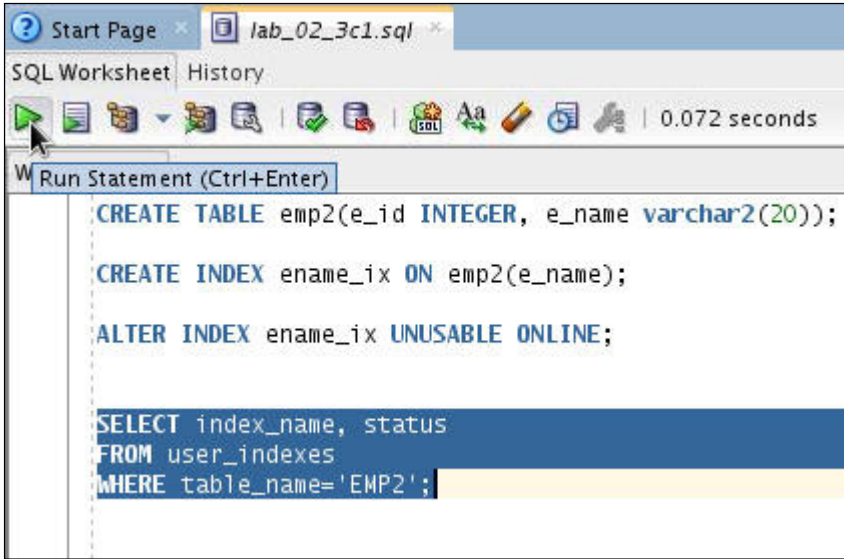 ? Start Page lab_02_3c1.sql
SQL Worksheet History
SQL Aa 0.072 seconds
W
Run Statement (Ctrl+Enter)
CREATE TABLE emp2(e_id INTEGER, e_name varchar2(20));
CREATE INDEX ename_ix ON emp2(e_name);
ALTER INDEX ename_ix UNUSABLE ONLINE;
SELECT index_name, status
FROM user_indexes
WHERE table_name='EMP2';